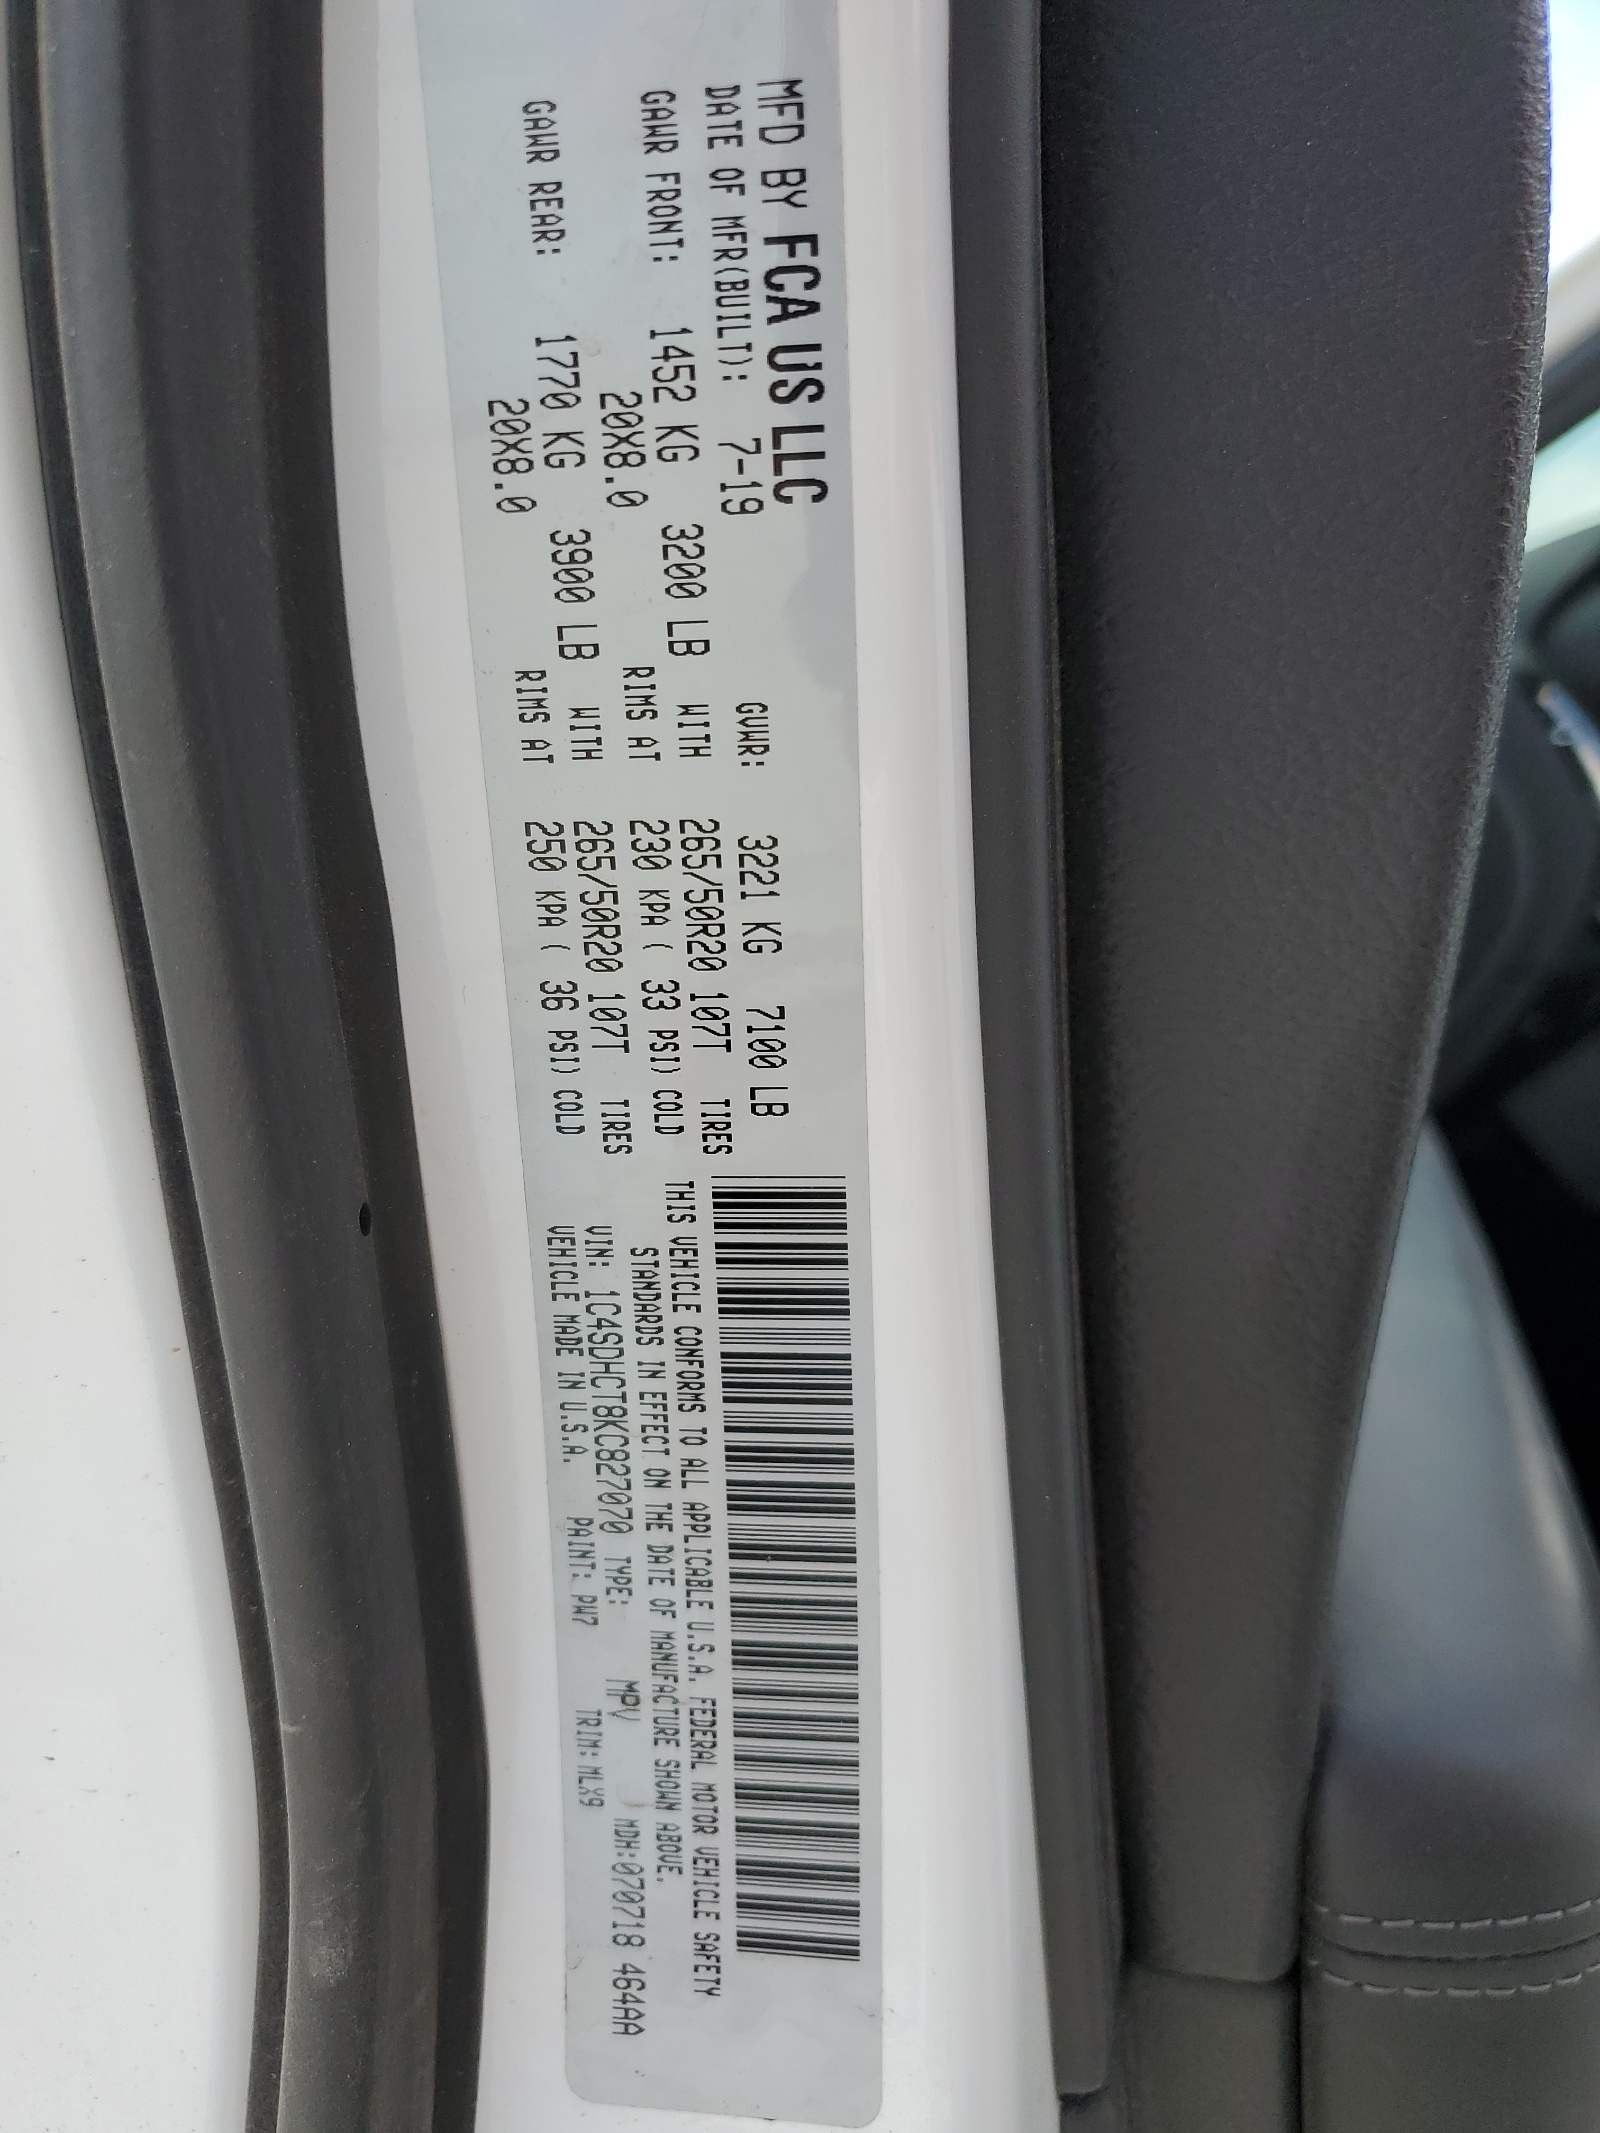 MFD BY FCA US LLC
DATE OF MFR(BUILT): 7-19 GVWR: 3221 KG 7100 LB
GAWR FRONT: 1452 KG 3200 LB WITH 265/50R20 107T TIRES
20X8.0 RIMS AT 230 KPA ( 33 PSI) COLD
GAWR REAR: 1770 KG 3900 LB WITH 265/50R20 107T TIRES
20X8.0 RIMS AT 250 KPA ( 36 PSI) COLD
THIS VEHICLE CONFORMS TO ALL APPLICABLE U.S.A. FEDERAL MOTOR VEHICLE SAFETY
STANDARDS IN EFFECT ON THE DATE OF MANUFACTURE SHOWN ABOVE.
VIN: 1C4SDHCT8KC827070 TYPE: MPV MDH:070718 464AA
VEHICLE MADE IN U.S.A. PAINT: PW7 TRIM:MLX9